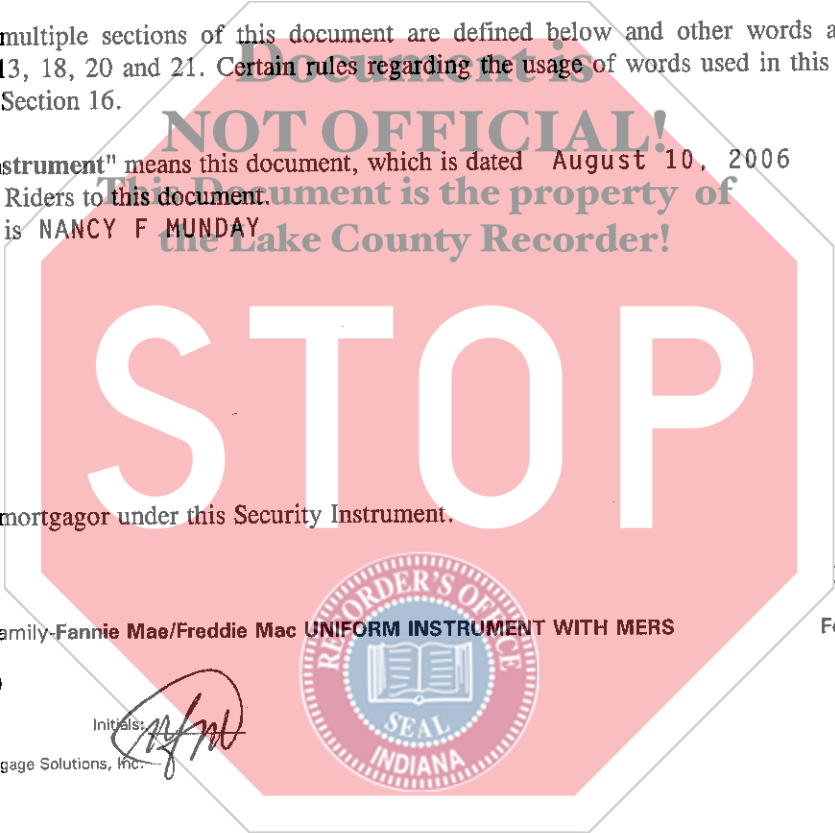 multiple sections of this document are defined below and other words a
Document is
13, 18, 20 and 21. Certain rules regarding the usage of words used in this
Section 16.
NOT OFFICIAL!
strument" means this document, which is dated August 10, 2006
This Document is the property of
Riders to this document.
is NANCY F MUNDAY
the Lake County Recorder!
STOP
mortgagor under this Security Instrument.
RECORDER'S OFFICE
amily-Fannie Mae/Freddie Mac UNIFORM INSTRUMENT WITH MERS
Fo
SEAL
INDIANA
Initials: nfm
gage Solutions, Inc.